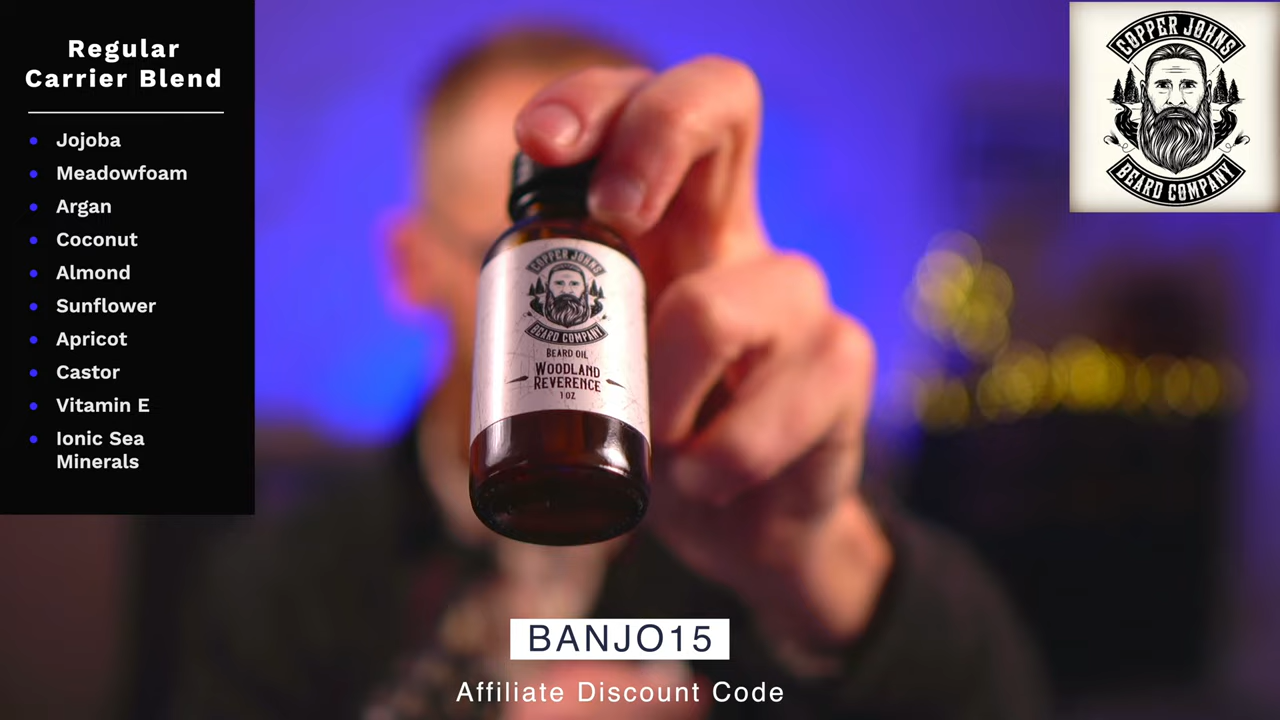 Regular
Carrier Blend
Jojoba
Meadowfoam
Argan
Coconut
Almond
Sunflower
Apricot
Castor
Vitamin E
Ionic Sea
Minerals
COPPER JOHNS
BEARD COMPANY
COPPER JOHNS
BEARD COMPANY
BEARD OIL
WOODLAND
REVERENCE
1 OZ
BANJO15
Affiliate Discount Code